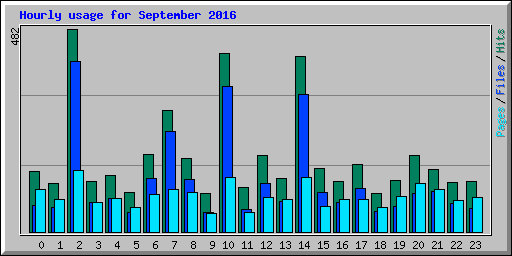 Hourly usage for September 2016
482
Pages/Files/Hits
0 1 2 3 4 5 6 7 8 9 10 11 12 13 14 15 16 17 18 19 20 21 22 23